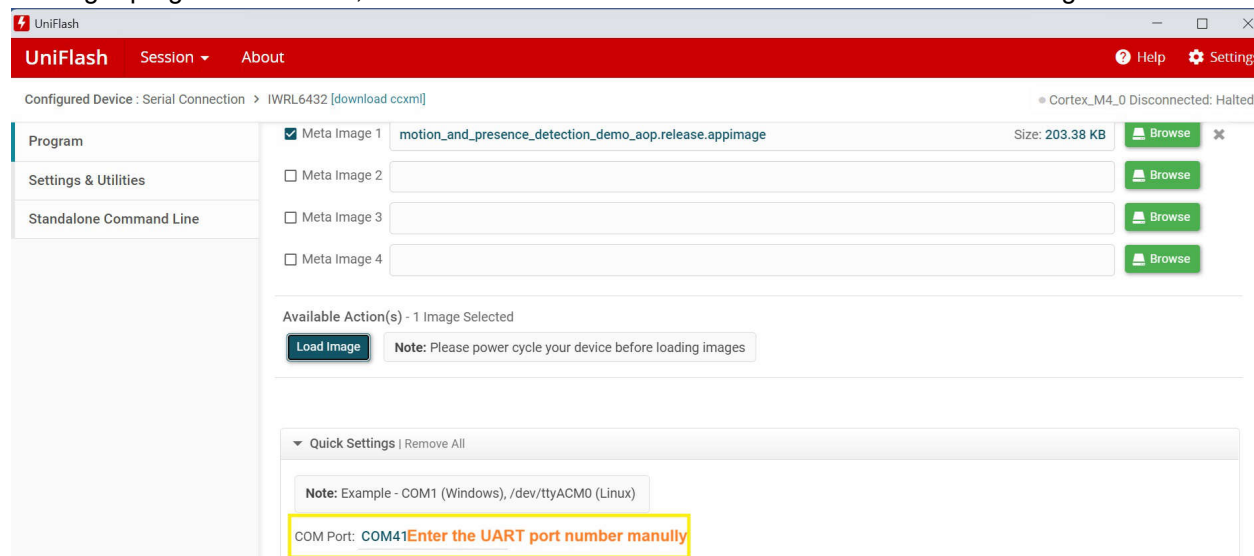 UniFlash
UniFlash Session About Help Settings
Configured Device : Serial Connection > IWRL6432 [download ccxml] Cortex_M4_0 Disconnected: Halted
Program
Settings & Utilities
Standalone Command Line
Meta Image 1 motion_and_presence_detection_demo_aop.release.appimage Size: 203.38 KB Browse
Meta Image 2 Browse
Meta Image 3 Browse
Meta Image 4 Browse
Available Action(s) - 1 Image Selected
Load Image Note: Please power cycle your device before loading images
Quick Settings | Remove All
Note: Example - COM1 (Windows), /dev/ttyACM0 (Linux)
COM Port: COM41Enter the UART port number manully